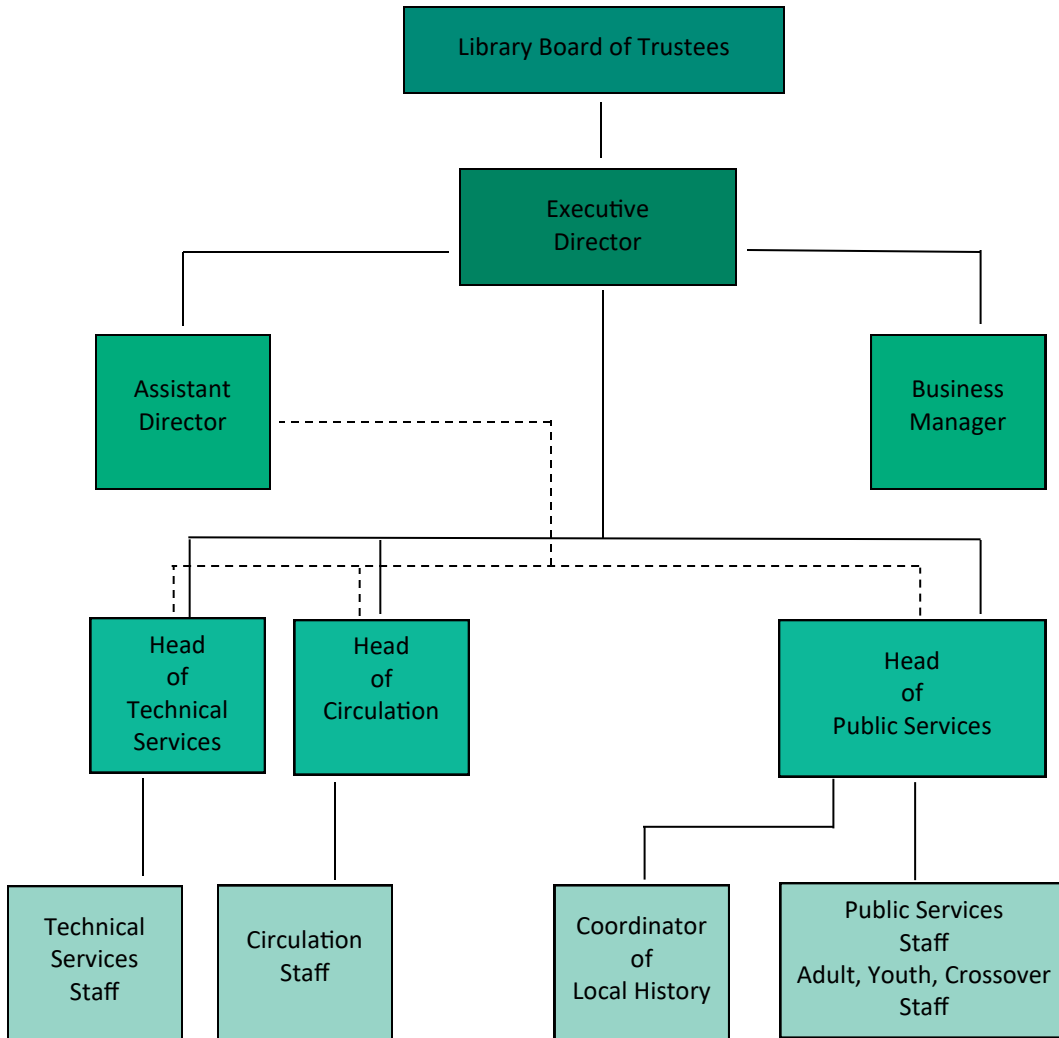 Library Board of Trustees
Executive
Director
Assistant
Director
Business
Manager
Head
of
Technical
Services
Head
of
Circulation
Head
of
Public Services
Technical
Services
Staff
Circulation
Staff
Coordinator
of
Local History
Public Services
Staff
Adult, Youth, Crossover
Staff